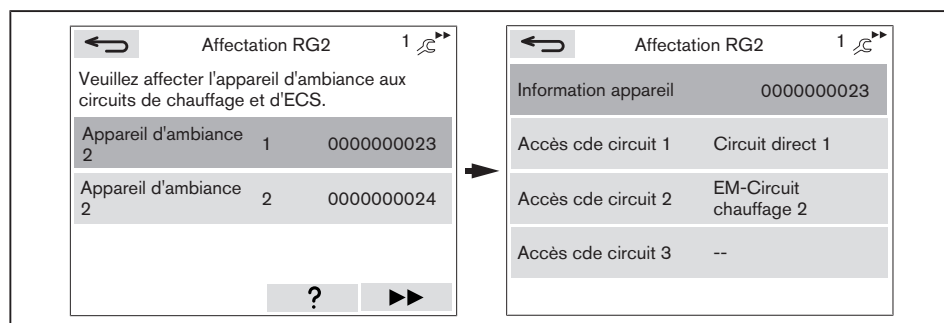 Affectation RG2 1
Veuillez affecter l'appareil d'ambiance aux
circuits de chauffage et d'ECS.
Appareil d'ambiance
2 1 0000000023
Appareil d'ambiance
2 2 0000000024
?
Affectation RG2 1
Information appareil 0000000023
Accès cde circuit 1 Circuit direct 1
Accès cde circuit 2 EM-Circuit
chauffage 2
Accès cde circuit 3 --